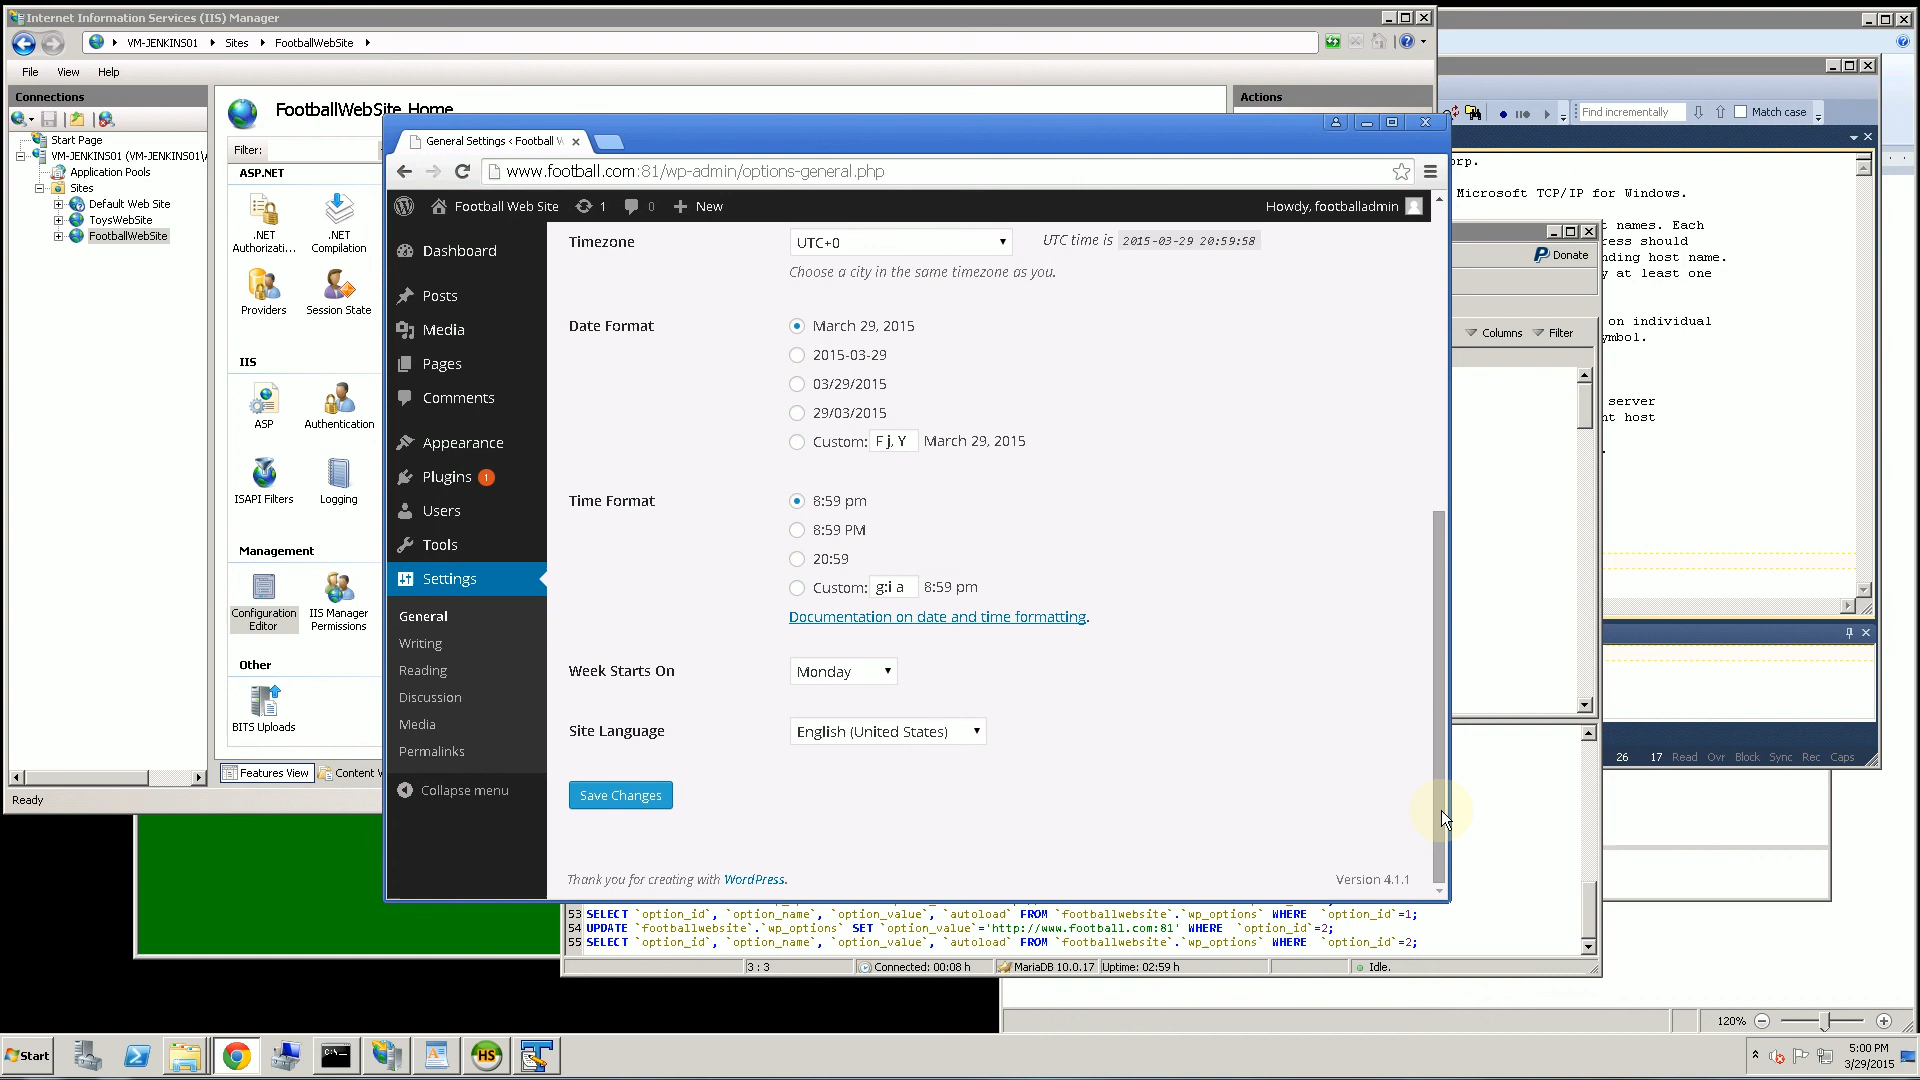 Internet Information Services (IIS) Manager
VM-JENKINS01 Sites FootballWebSite
File View Help
Connections
Start Page
VM-JENKINS01 (VM-JENKINS01\
Application Pools
Sites
Default Web Site
ToysWebSite
FootballWebSite
Ready
FootballWebSite Home
Filter:
ASP.NET
.NET Authorizati...
.NET Compilation
Providers
Session State
IIS
ASP
Authentication
ISAPI Filters
Logging
Management
Configuration Editor
IIS Manager Permissions
Other
BITS Uploads
Features View
Content
Actions
General Settings ‹ Football
www.football.com:81/wp-admin/options-general.php
Football Web Site 1 0 New
Howdy, footballadmin
Dashboard
Posts
Media
Pages
Comments
Appearance
Plugins 1
Users
Tools
Settings
General
Writing
Reading
Discussion
Media
Permalinks
Collapse menu
Timezone
UTC+0
UTC time is 2015-03-29 20:59:58
Choose a city in the same timezone as you.
Date Format
March 29, 2015
2015-03-29
03/29/2015
29/03/2015
Custom: F j, Y March 29, 2015
Time Format
8:59 pm
8:59 PM
20:59
Custom: g:i a 8:59 pm
Documentation on date and time formatting.
Week Starts On
Monday
Site Language
English (United States)
Save Changes
Thank you for creating with WordPress.
Version 4.1.1
Find incrementally
Match case
orp.
Microsoft TCP/IP for Windows.
names. Each
ress should
nding host name.
at least one
on individual
ymbol.
server
host
Donate
Columns Filter
26 17 Read Ovr Block Sync Rec Caps
53 SELECT `option_id`, `option_name`, `option_value`, `autoload` FROM `footballwebsite`.`wp_options` WHERE `option_id`=1;
54 UPDATE `footballwebsite`.`wp_options` SET `option_value`='http://www.football.com:81' WHERE `option_id`=2;
55 SELECT `option_id`, `option_name`, `option_value`, `autoload` FROM `footballwebsite`.`wp_options` WHERE `option_id`=2;
3 : 3
Connected: 00:08 h
MariaDB 10.0.17
Uptime: 02:59 h
Idle.
120%
Start
C:\
HS
5:00 PM
3/29/2015